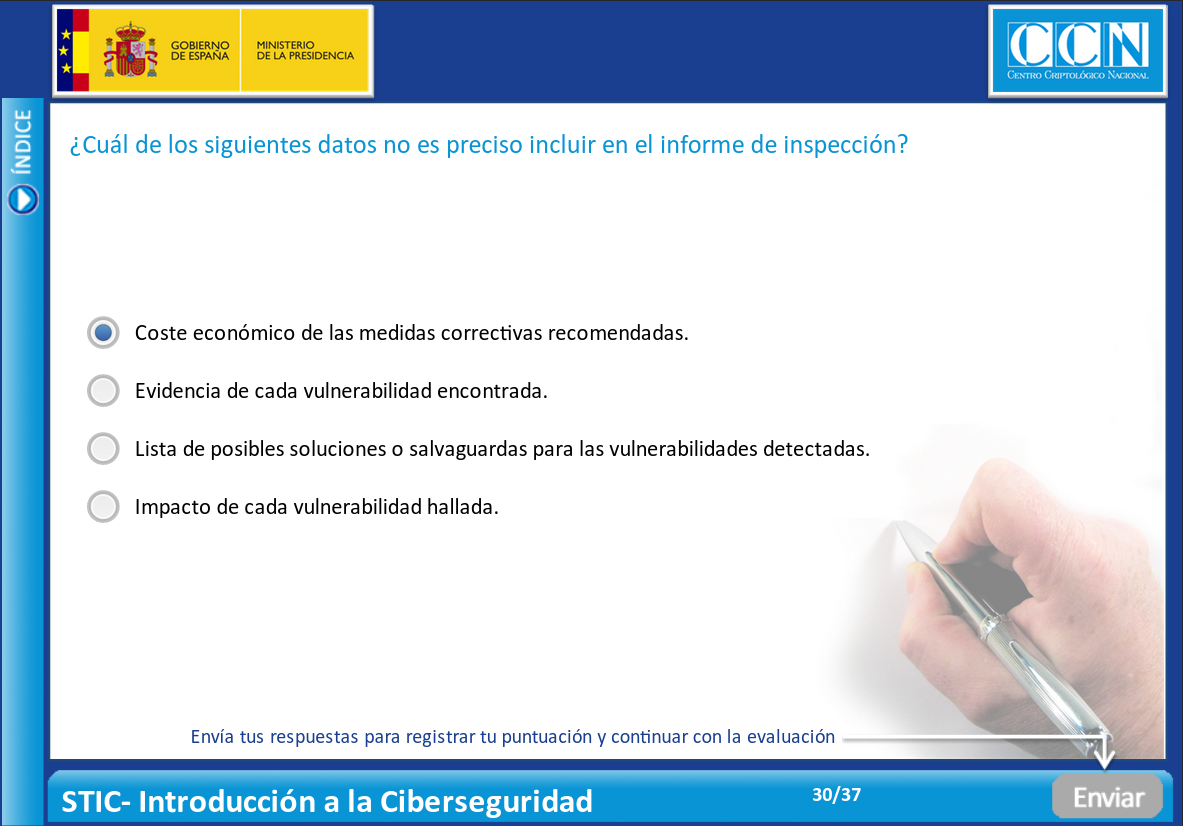 GOBIERNO
DE ESPAÑA
MINISTERIO
DE LA PRESIDENCIA
CCN
CENTRO CRIPTOLÓGICO NACIONAL
ÍNDICE
¿Cuál de los siguientes datos no es preciso incluir en el informe de inspección?
Coste económico de las medidas correctivas recomendadas.
Evidencia de cada vulnerabilidad encontrada.
Lista de posibles soluciones o salvaguardas para las vulnerabilidades detectadas.
Impacto de cada vulnerabilidad hallada.
Envía tus respuestas para registrar tu puntuación y continuar con la evaluación
STIC- Introducción a la Ciberseguridad
30/37
Enviar